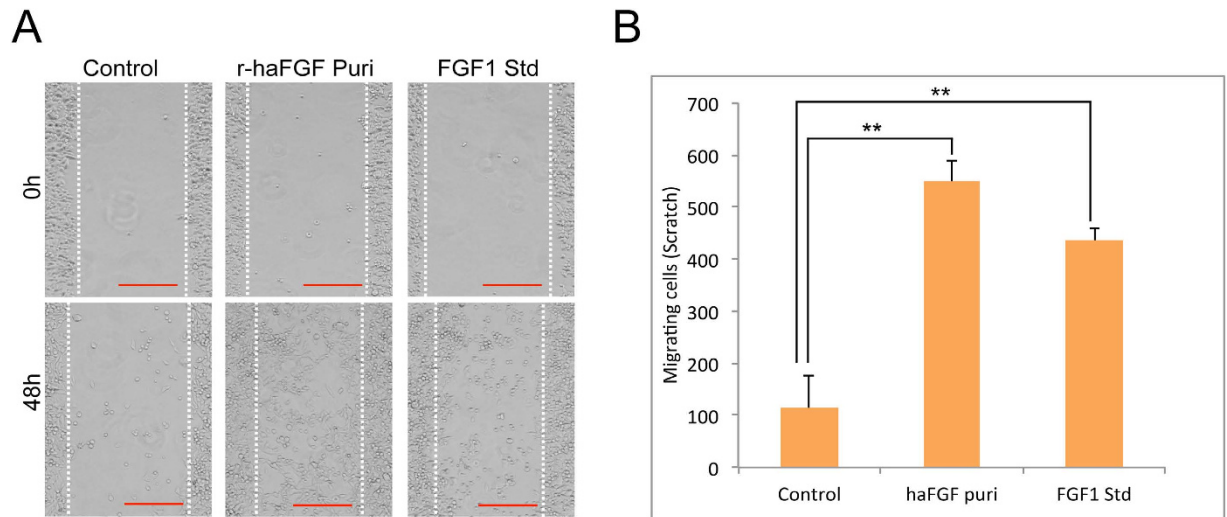 A
Control
r-haFGF Puri
FGF1 Std
0h
48h
B
Migrating cells (Scratch)
700
600
500
400
300
200
100
0
**
**
Control
haFGF puri
FGF1 Std